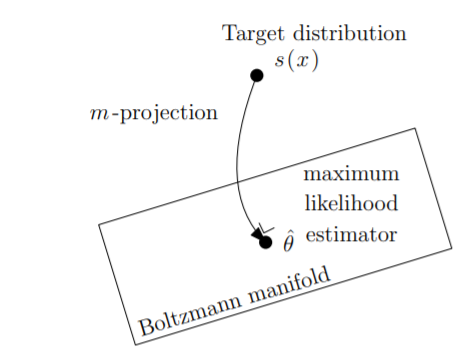 Target distribution
s(x)
m-projection
maximum
likelihood
estimator
θ̂
Boltzmann manifold